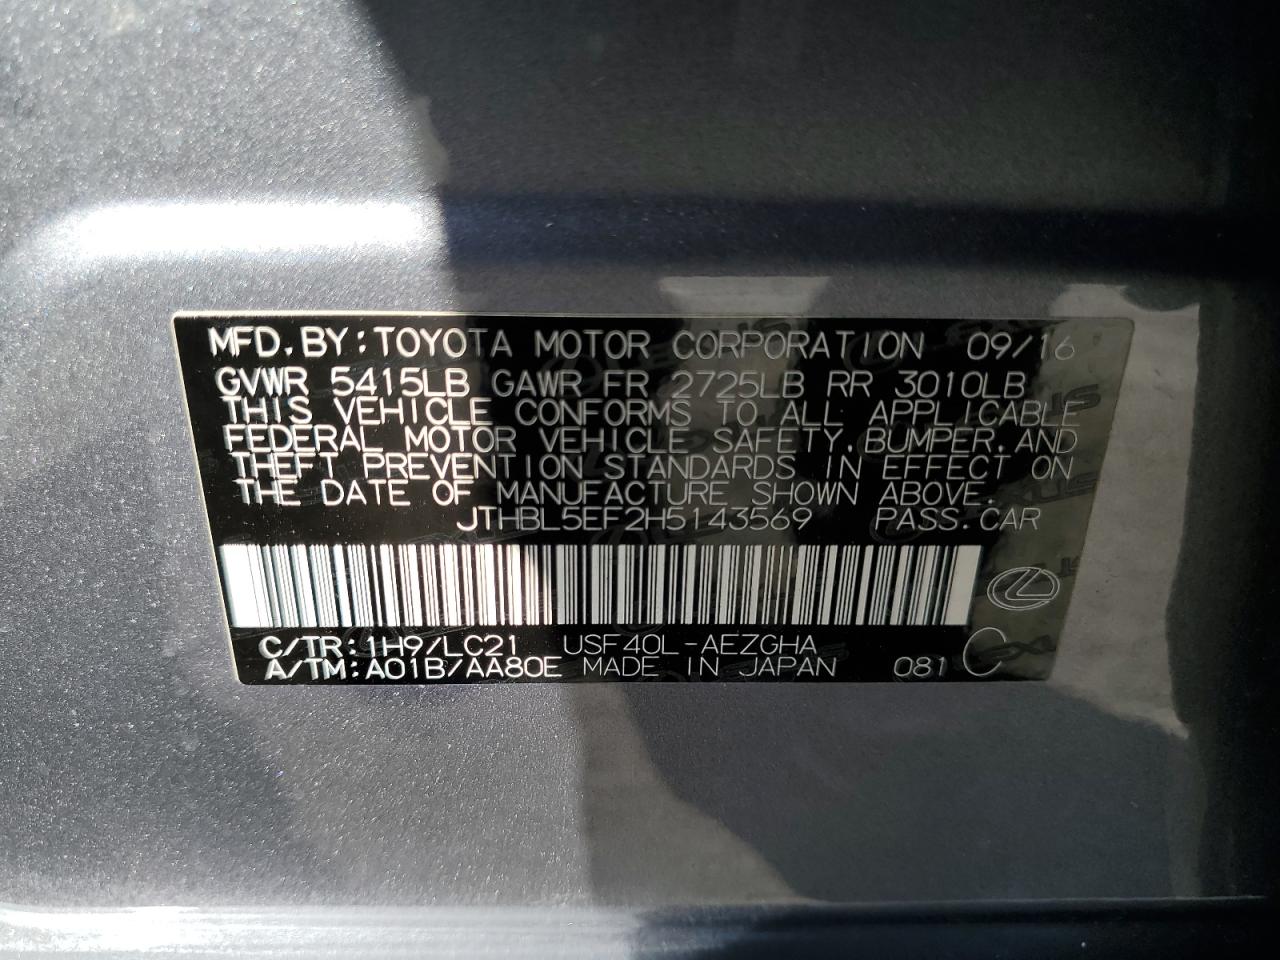 MFD. BY: TOYOTA MOTOR CORPORATION 09/16
GVWR 5415LB GAWR FR 2725LB RR 3010LB
THIS VEHICLE CONFORMS TO ALL APPLICABLE
FEDERAL MOTOR VEHICLE SAFETY, BUMPER, AND
THEFT PREVENTION STANDARDS IN EFFECT ON
THE DATE OF MANUFACTURE SHOWN ABOVE.
JTHBL5EF2H5143569 PASS. CAR
C/TR: 1H9/LC21 USF40L-AEZGHA
A/TM: A01B/AA80E MADE IN JAPAN 081 C